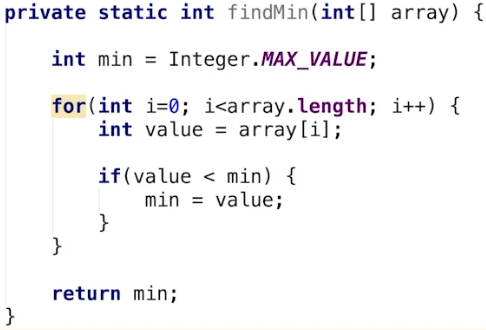 private static int findMin(int[] array) {
    int min = Integer.MAX_VALUE;
    for(int i=0; i<array.length; i++) {
        int value = array[i];
        if(value < min) {
            min = value;
        }
    }
    return min;
}